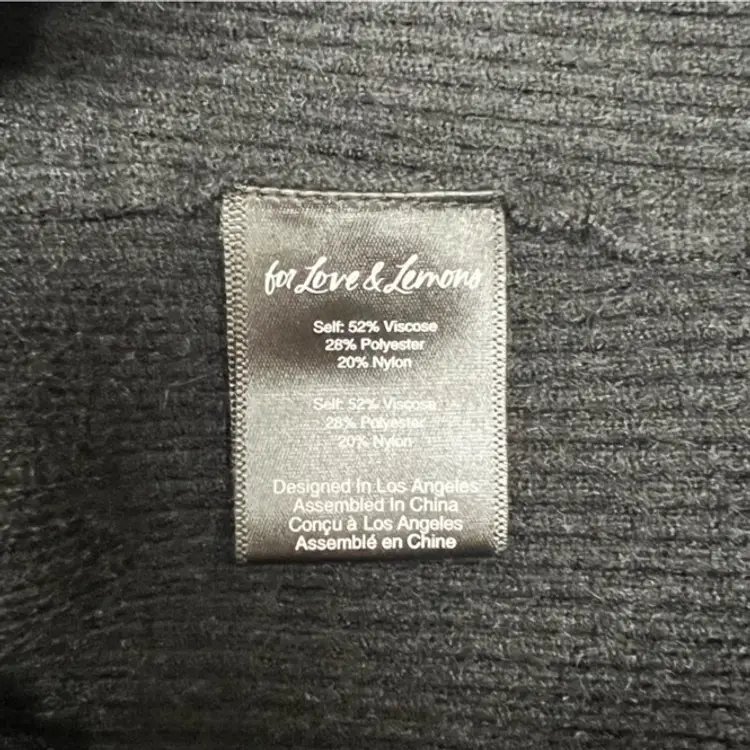 for Love & Lemons
Self: 52% Viscose
28% Polyester
20% Nylon
Self: 52% Viscose
28% Polyester
20% Nylon
Designed In Los Angeles
Assembled In China
Conçu à Los Angeles
Assemblé en Chine